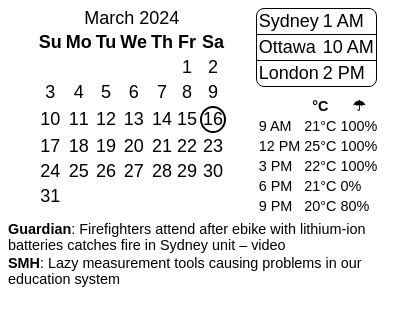 March 2024
Su Mo Tu We Th Fr Sa
1 2
3 4 5 6 7 8 9
10 11 12 13 14 15 16
17 18 19 20 21 22 23
24 25 26 27 28 29 30
31
Sydney 1 AM
Ottawa 10 AM
London 2 PM
°C ☂
9 AM 21°C 100%
12 PM 25°C 100%
3 PM 22°C 100%
6 PM 21°C 0%
9 PM 20°C 80%
Guardian: Firefighters attend after ebike with lithium-ion
batteries catches fire in Sydney unit – video
SMH: Lazy measurement tools causing problems in our
education system